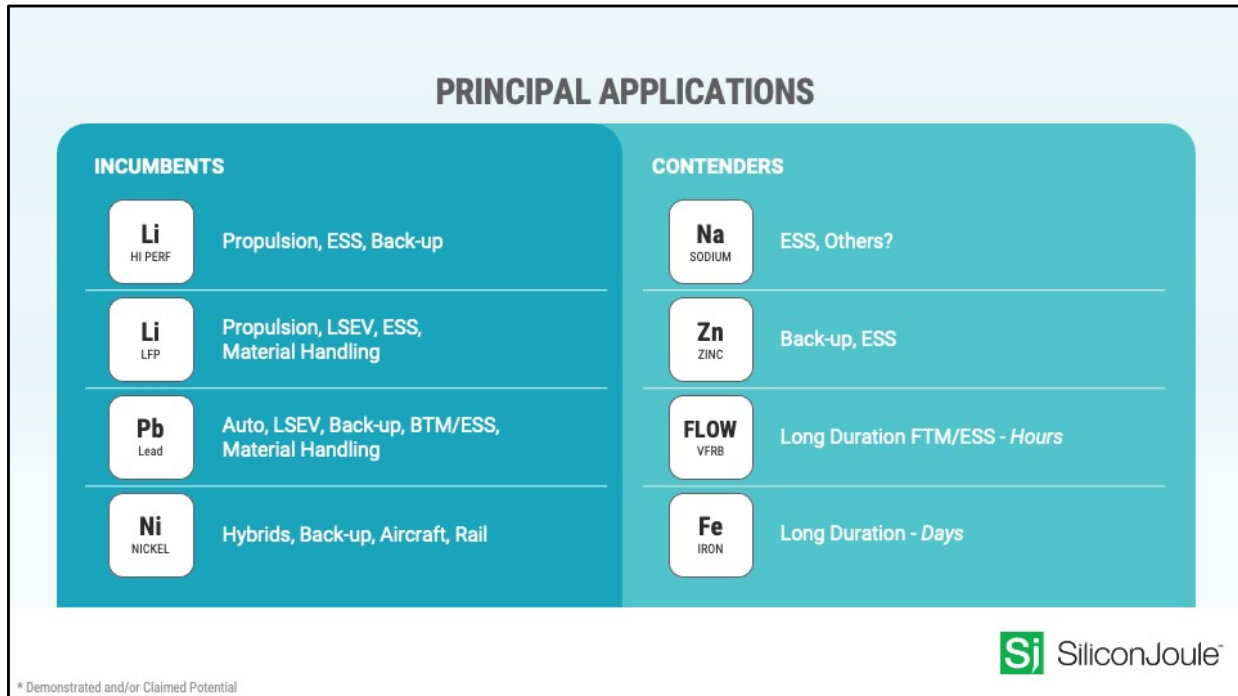 PRINCIPAL APPLICATIONS
INCUMBENTS
Li
HI PERF
Propulsion, ESS, Back-up
Li
LFP
Propulsion, LSEV, ESS,
Material Handling
Pb
Lead
Auto, LSEV, Back-up, BTM/ESS,
Material Handling
Ni
NICKEL
Hybrids, Back-up, Aircraft, Rail
CONTENDERS
Na
SODIUM
ESS, Others?
Zn
ZINC
Back-up, ESS
FLOW
VFRB
Long Duration FTM/ESS - Hours
Fe
IRON
Long Duration - Days
Sj SiliconJoule™
* Demonstrated and/or Claimed Potential